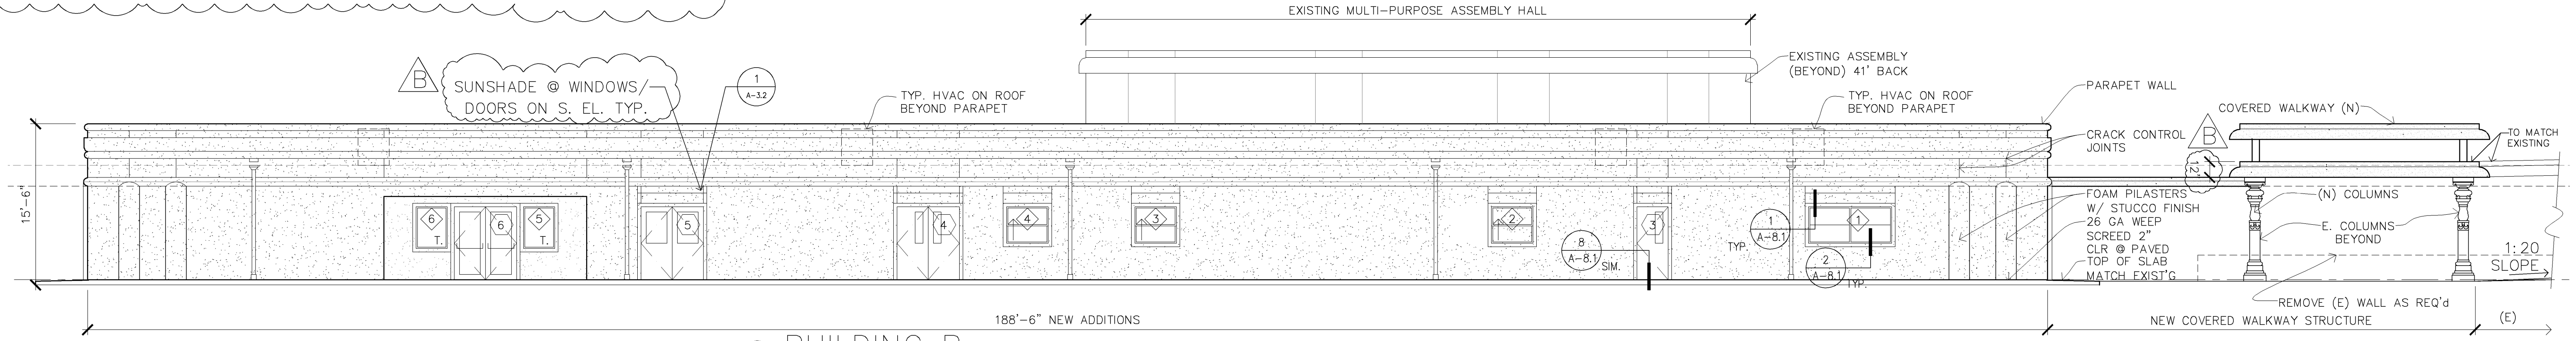 EXISTING MULTI-PURPOSE ASSEMBLY HALL
B
SUNSHADE @ WINDOWS/
DOORS ON S. EL. TYP.
1
A-3.2
TYP. HVAC ON ROOF
BEYOND PARAPET
EXISTING ASSEMBLY
(BEYOND) 41' BACK
TYP. HVAC ON ROOF
BEYOND PARAPET
PARAPET WALL
CRACK CONTROL
JOINTS
B
COVERED WALKWAY (N)
TO MATCH
EXISTING
12"
15'-6"
6
T.
6
5
T.
5
4
4
3
2
3
1
1
A-8.1
TYP.
8
A-8.1
SIM.
2
A-8.1
TYP.
FOAM PILASTERS
W/ STUCCO FINISH
26 GA WEEP
SCREED 2"
CLR @ PAVED
TOP OF SLAB
MATCH EXIST'G
(N) COLUMNS
E. COLUMNS
BEYOND
1:20
SLOPE
REMOVE (E) WALL AS REQ'd
188'-6" NEW ADDITIONS
NEW COVERED WALKWAY STRUCTURE
(E)